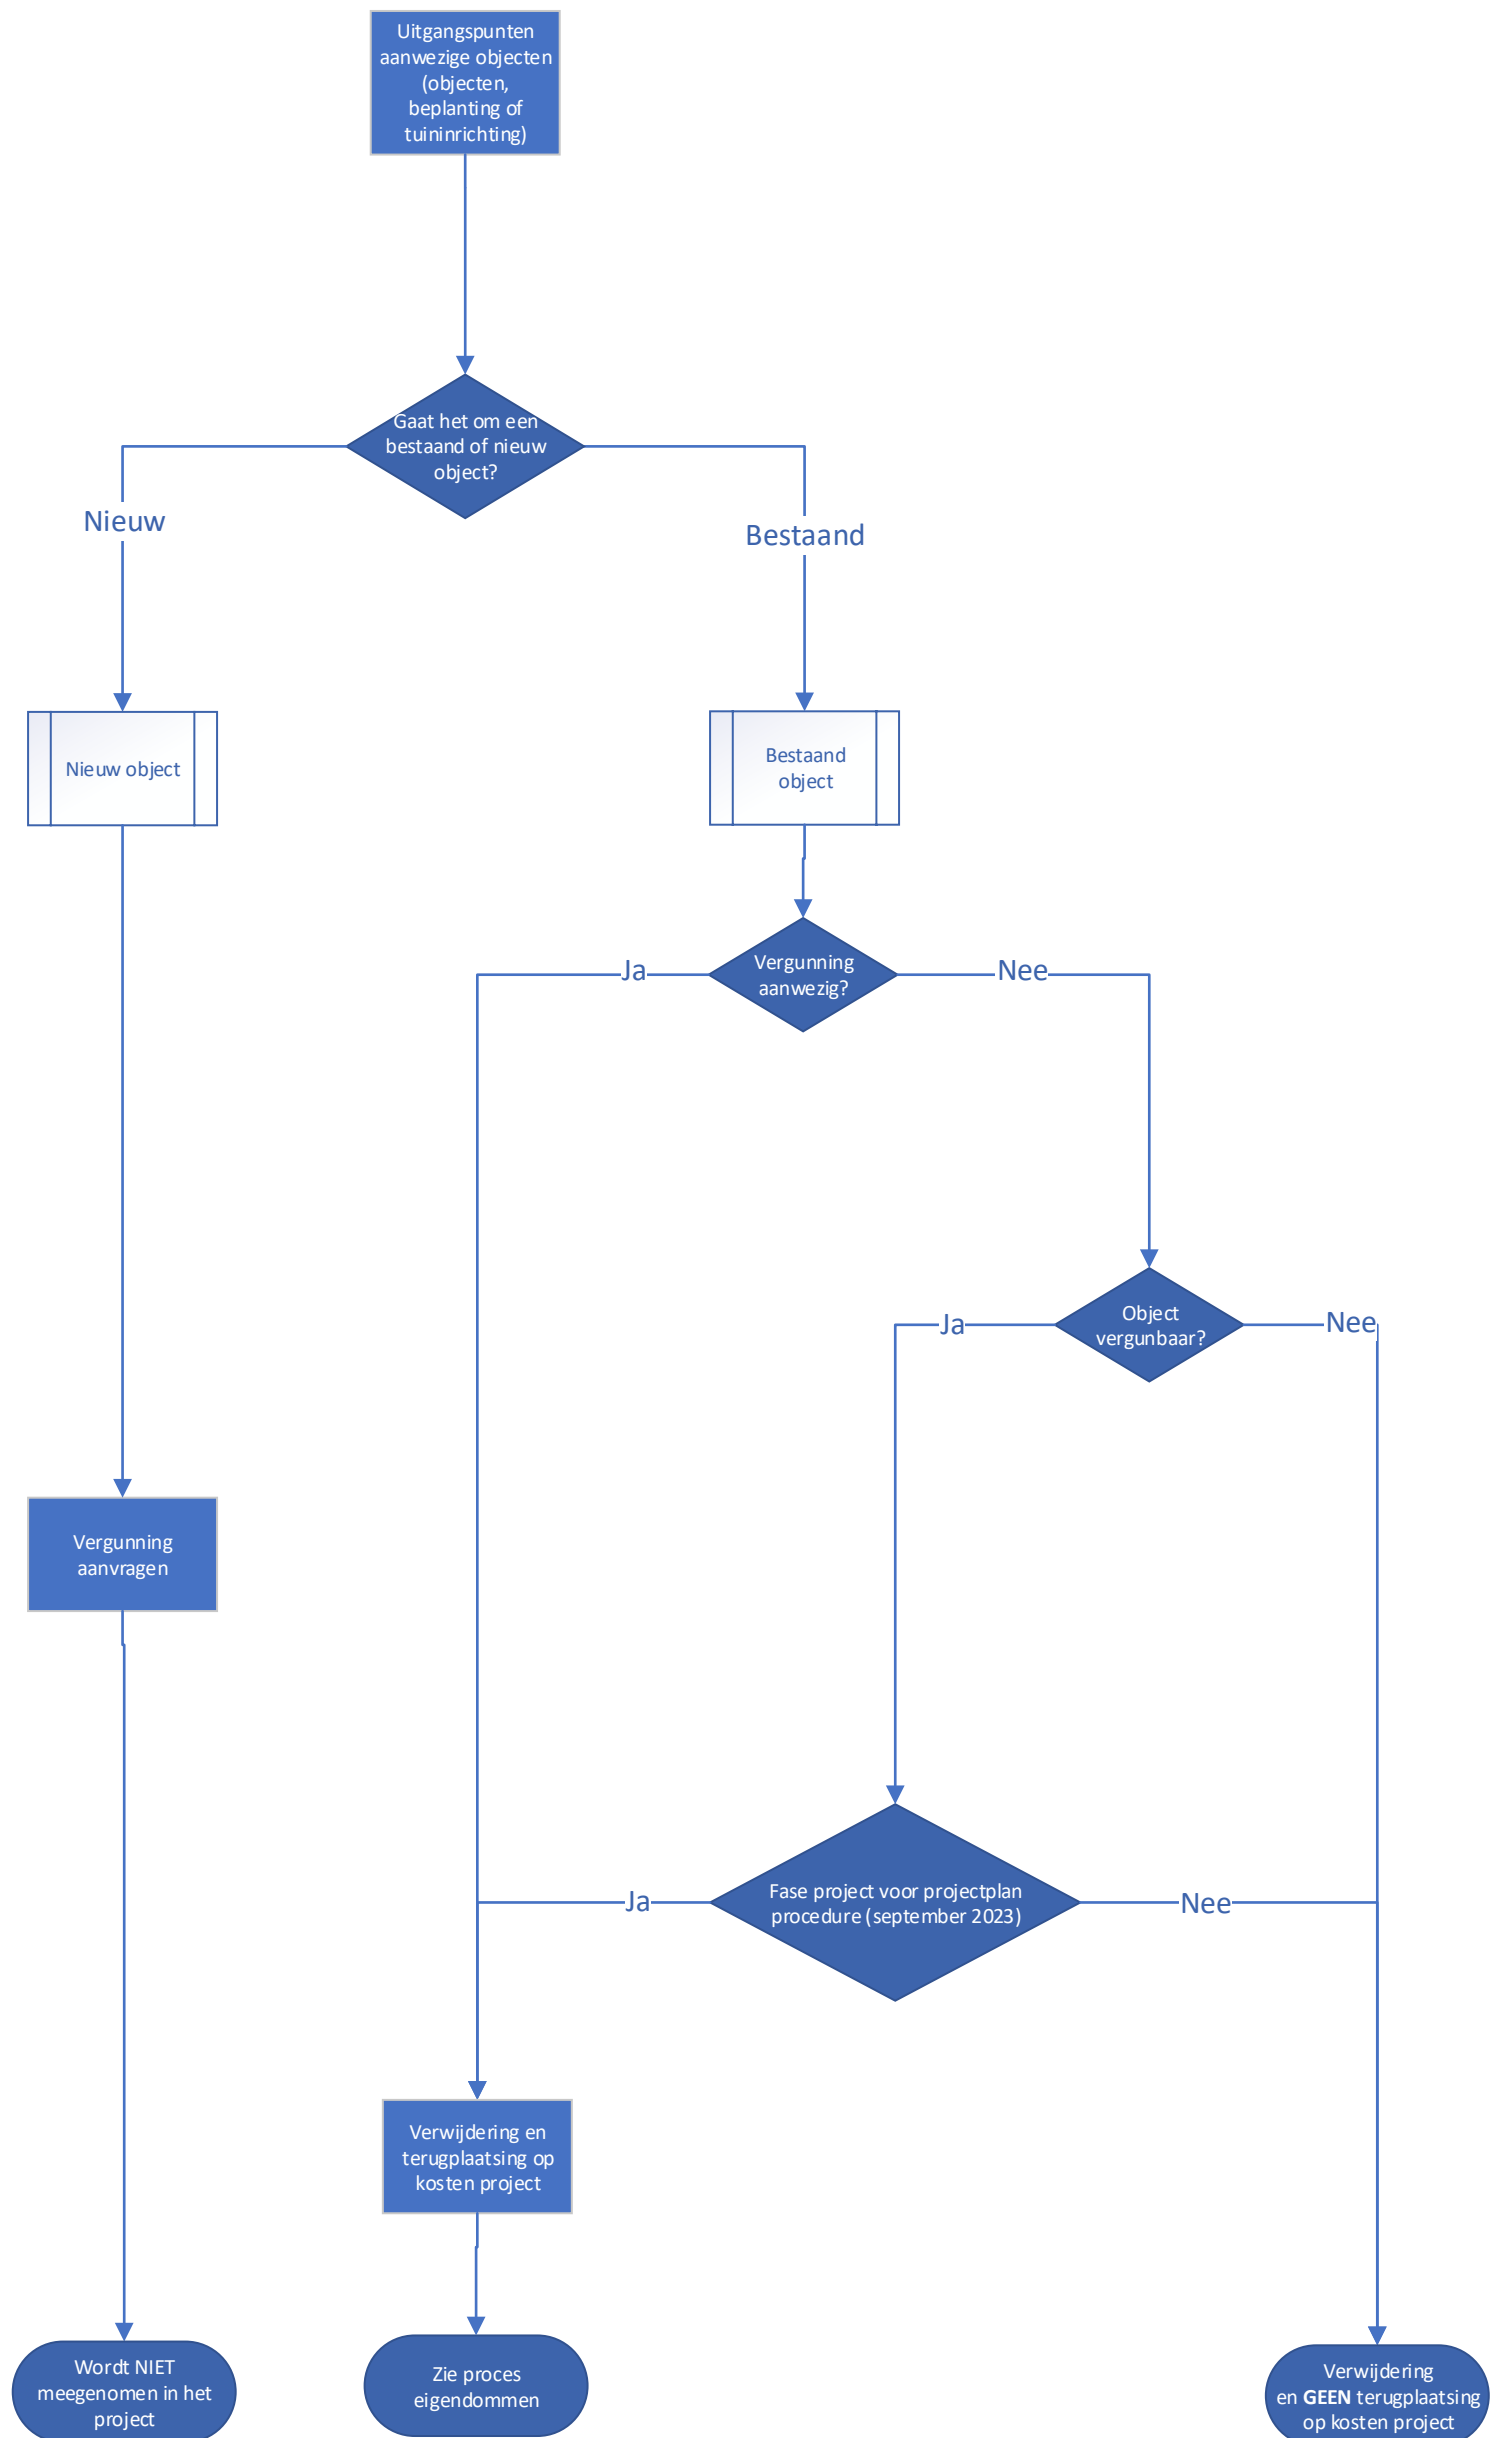 Uitgangspunten
aanwezige objecten
(objecten,
beplanting of
tuininrichting)
Gaat het om een
bestaand of nieuw
object?
Nieuw
Bestaand
Nieuw object
Bestaand
object
Ja
Vergunning
aanwezig?
Nee
Ja
Object
vergunbaar?
Nee
Vergunning
aanvragen
Ja
Fase project voor projectplan
procedure (september 2023)
Nee
Verwijdering en
terugplaatsing op
kosten project
Wordt NIET
meegenomen in het
project
Zie proces
eigendommen
Verwijdering
en GEEN terugplaatsing
op kosten project